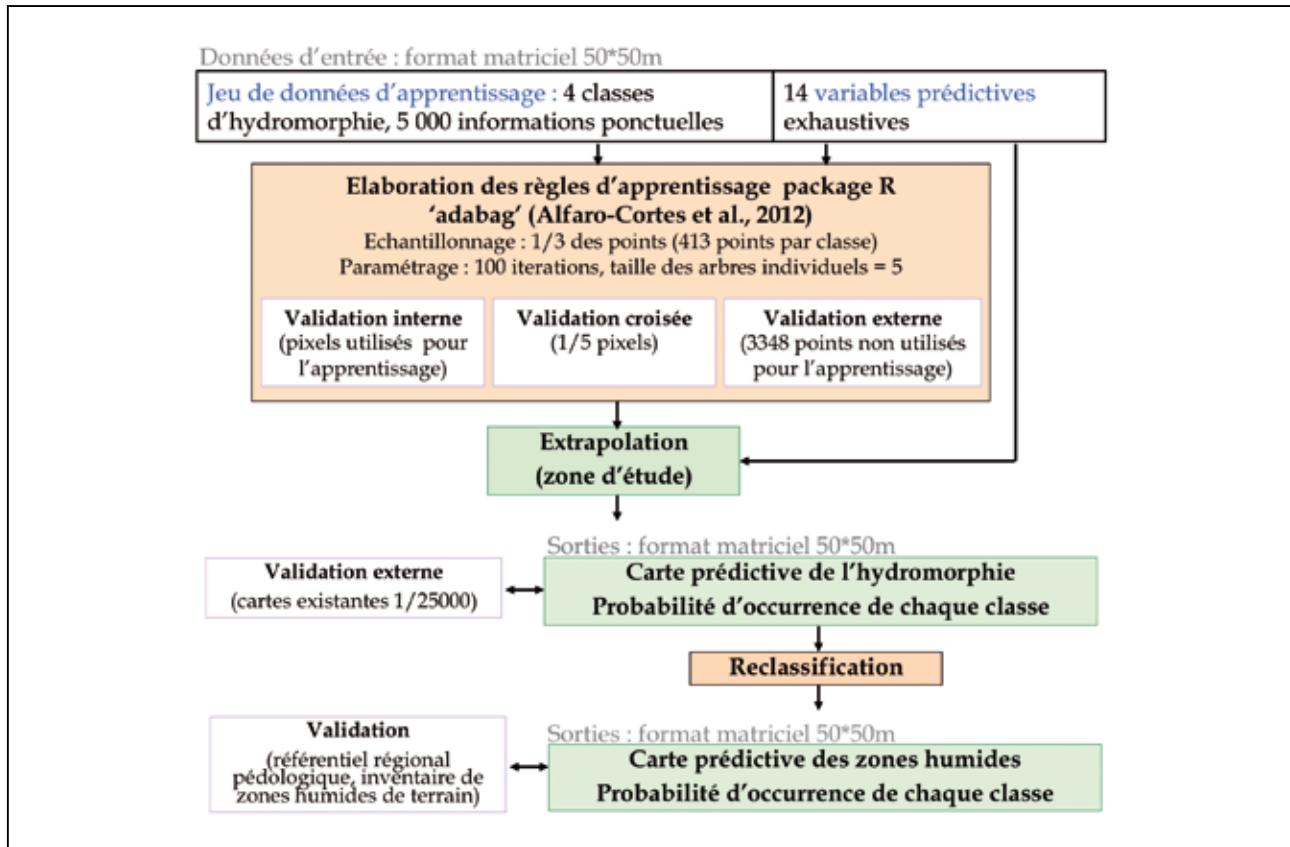 Données d'entrée : format matriciel 50*50m
Jeu de données d'apprentissage : 4 classes
d'hydromorphie, 5 000 informations ponctuelles
14 variables prédictives
exhaustives
Elaboration des règles d'apprentissage package R
'adabag' (Alfaro-Cortes et al., 2012)
Echantillonnage : 1/3 des points (413 points par classe)
Paramétrage : 100 iterations, taille des arbres individuels = 5
Validation interne
(pixels utilisés pour
l'apprentissage)
Validation croisée
(1/5 pixels)
Validation externe
(3348 points non utilisés
pour l'apprentissage)
Extrapolation
(zone d'étude)
Sorties : format matriciel 50*50m
Validation externe
(cartes existantes 1/25000)
Carte prédictive de l'hydromorphie
Probabilité d'occurrence de chaque classe
Reclassification
Sorties : format matriciel 50*50m
Validation
(référentiel régional
pédologique, inventaire de
zones humides de terrain)
Carte prédictive des zones humides
Probabilité d'occurrence de chaque classe